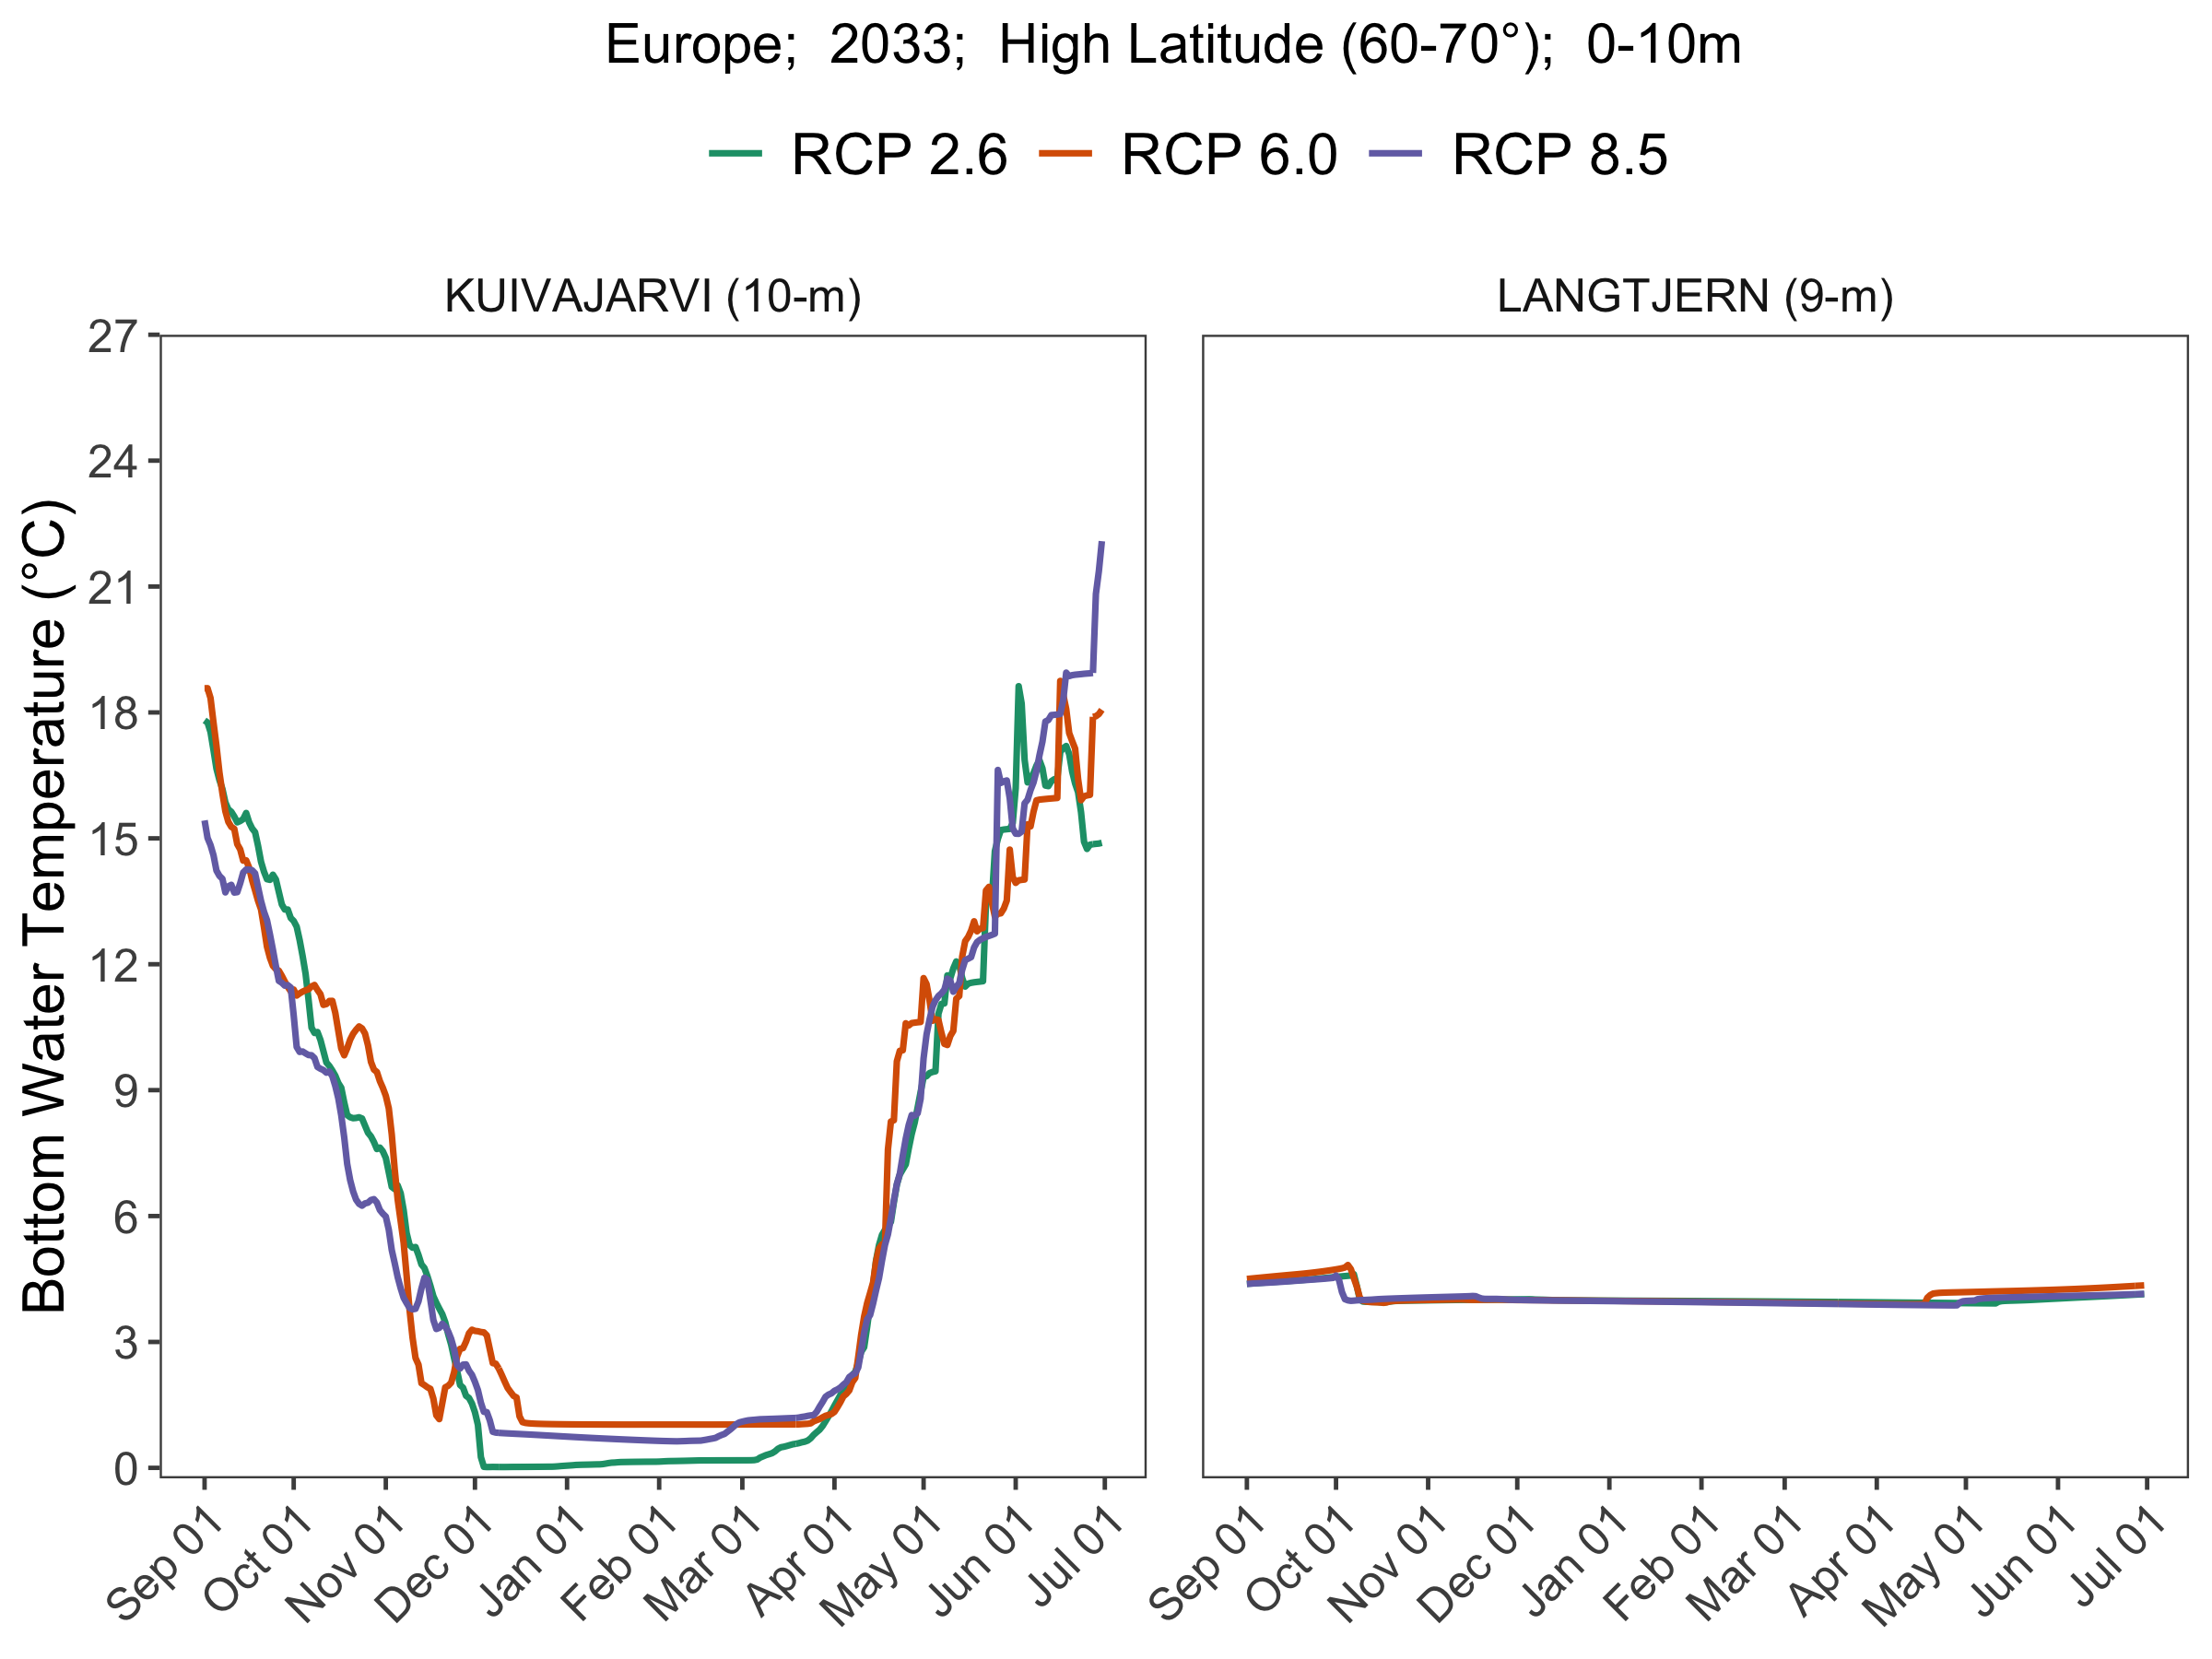 Europe;  2033;  High Latitude (60-70°);  0-10m
RCP 2.6 RCP 6.0 RCP 8.5
KUIVAJARVI (10-m) LANGTJERN (9-m)
Bottom Water Temperature (°C)
27
24
21
18
15
12
9
6
3
0
Sep 01 Oct 01 Nov 01 Dec 01 Jan 01 Feb 01 Mar 01 Apr 01 May 01 Jun 01 Jul 01 Sep 01 Oct 01 Nov 01 Dec 01 Jan 01 Feb 01 Mar 01 Apr 01 May 01 Jun 01 Jul 01